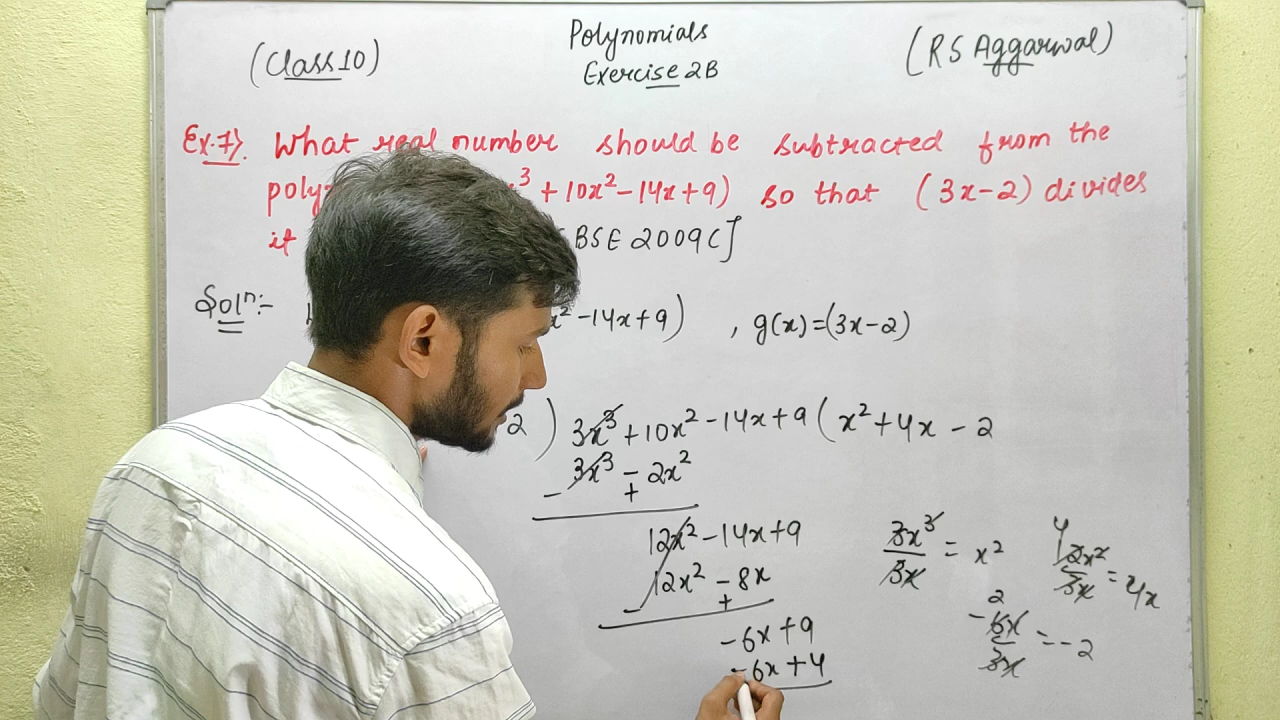 (Class 10)
Polynomials
Exercise 2B
(RS Aggarwal)
Ex.7). What real number should be subtracted from the
x³ + 10x² - 14x + 9) so that (3x - 2) divides
it BSE 2009C]
Solⁿ:-
x² - 14x + 9) , g(x) = (3x - 2)
2 ) 3x³ + 10x² - 14x + 9 ( x² + 4x - 2
3x³ - 2x²
- +
12x² - 14x + 9
12x² - 8x
- +
-6x + 9
-6x + 4
3x³/3x = x²
4
12x²/3x = 4x
2
-6x/3x = -2